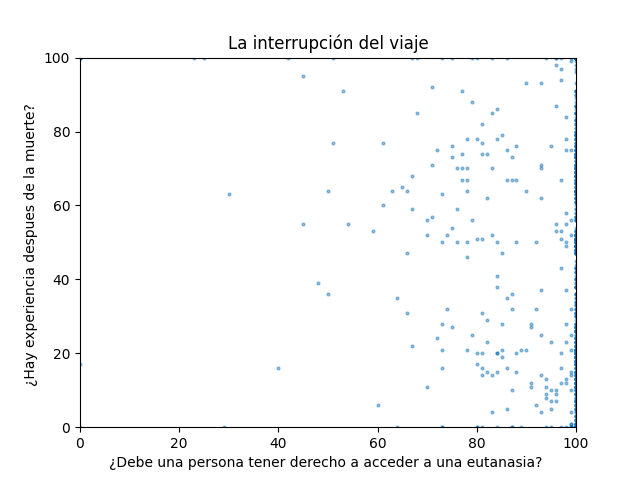 La interrupción del viaje
100
80
60
40
20
0
¿Hay experiencia despues de la muerte?
0 20 40 60 80 100
¿Debe una persona tener derecho a acceder a una eutanasia?